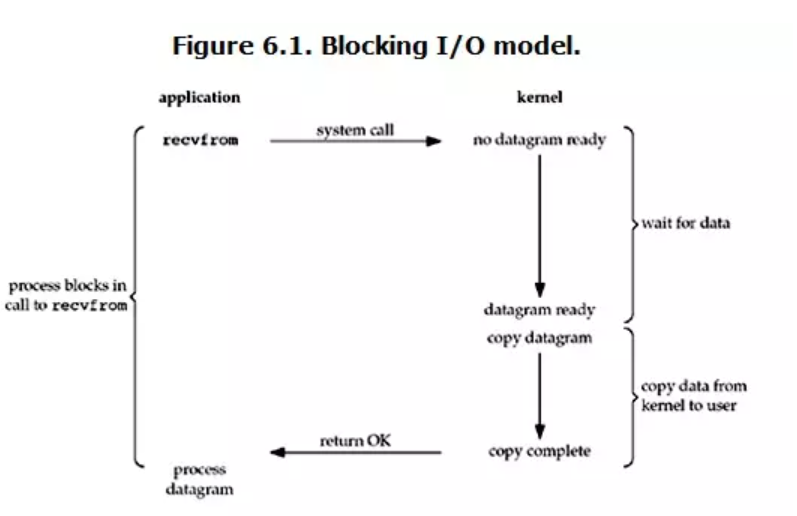 Figure 6.1. Blocking I/O model.
application
kernel
recvfrom
system call
no datagram ready
wait for data
process blocks in
call to recvfrom
datagram ready
copy datagram
copy data from
kernel to user
return OK
copy complete
process
datagram